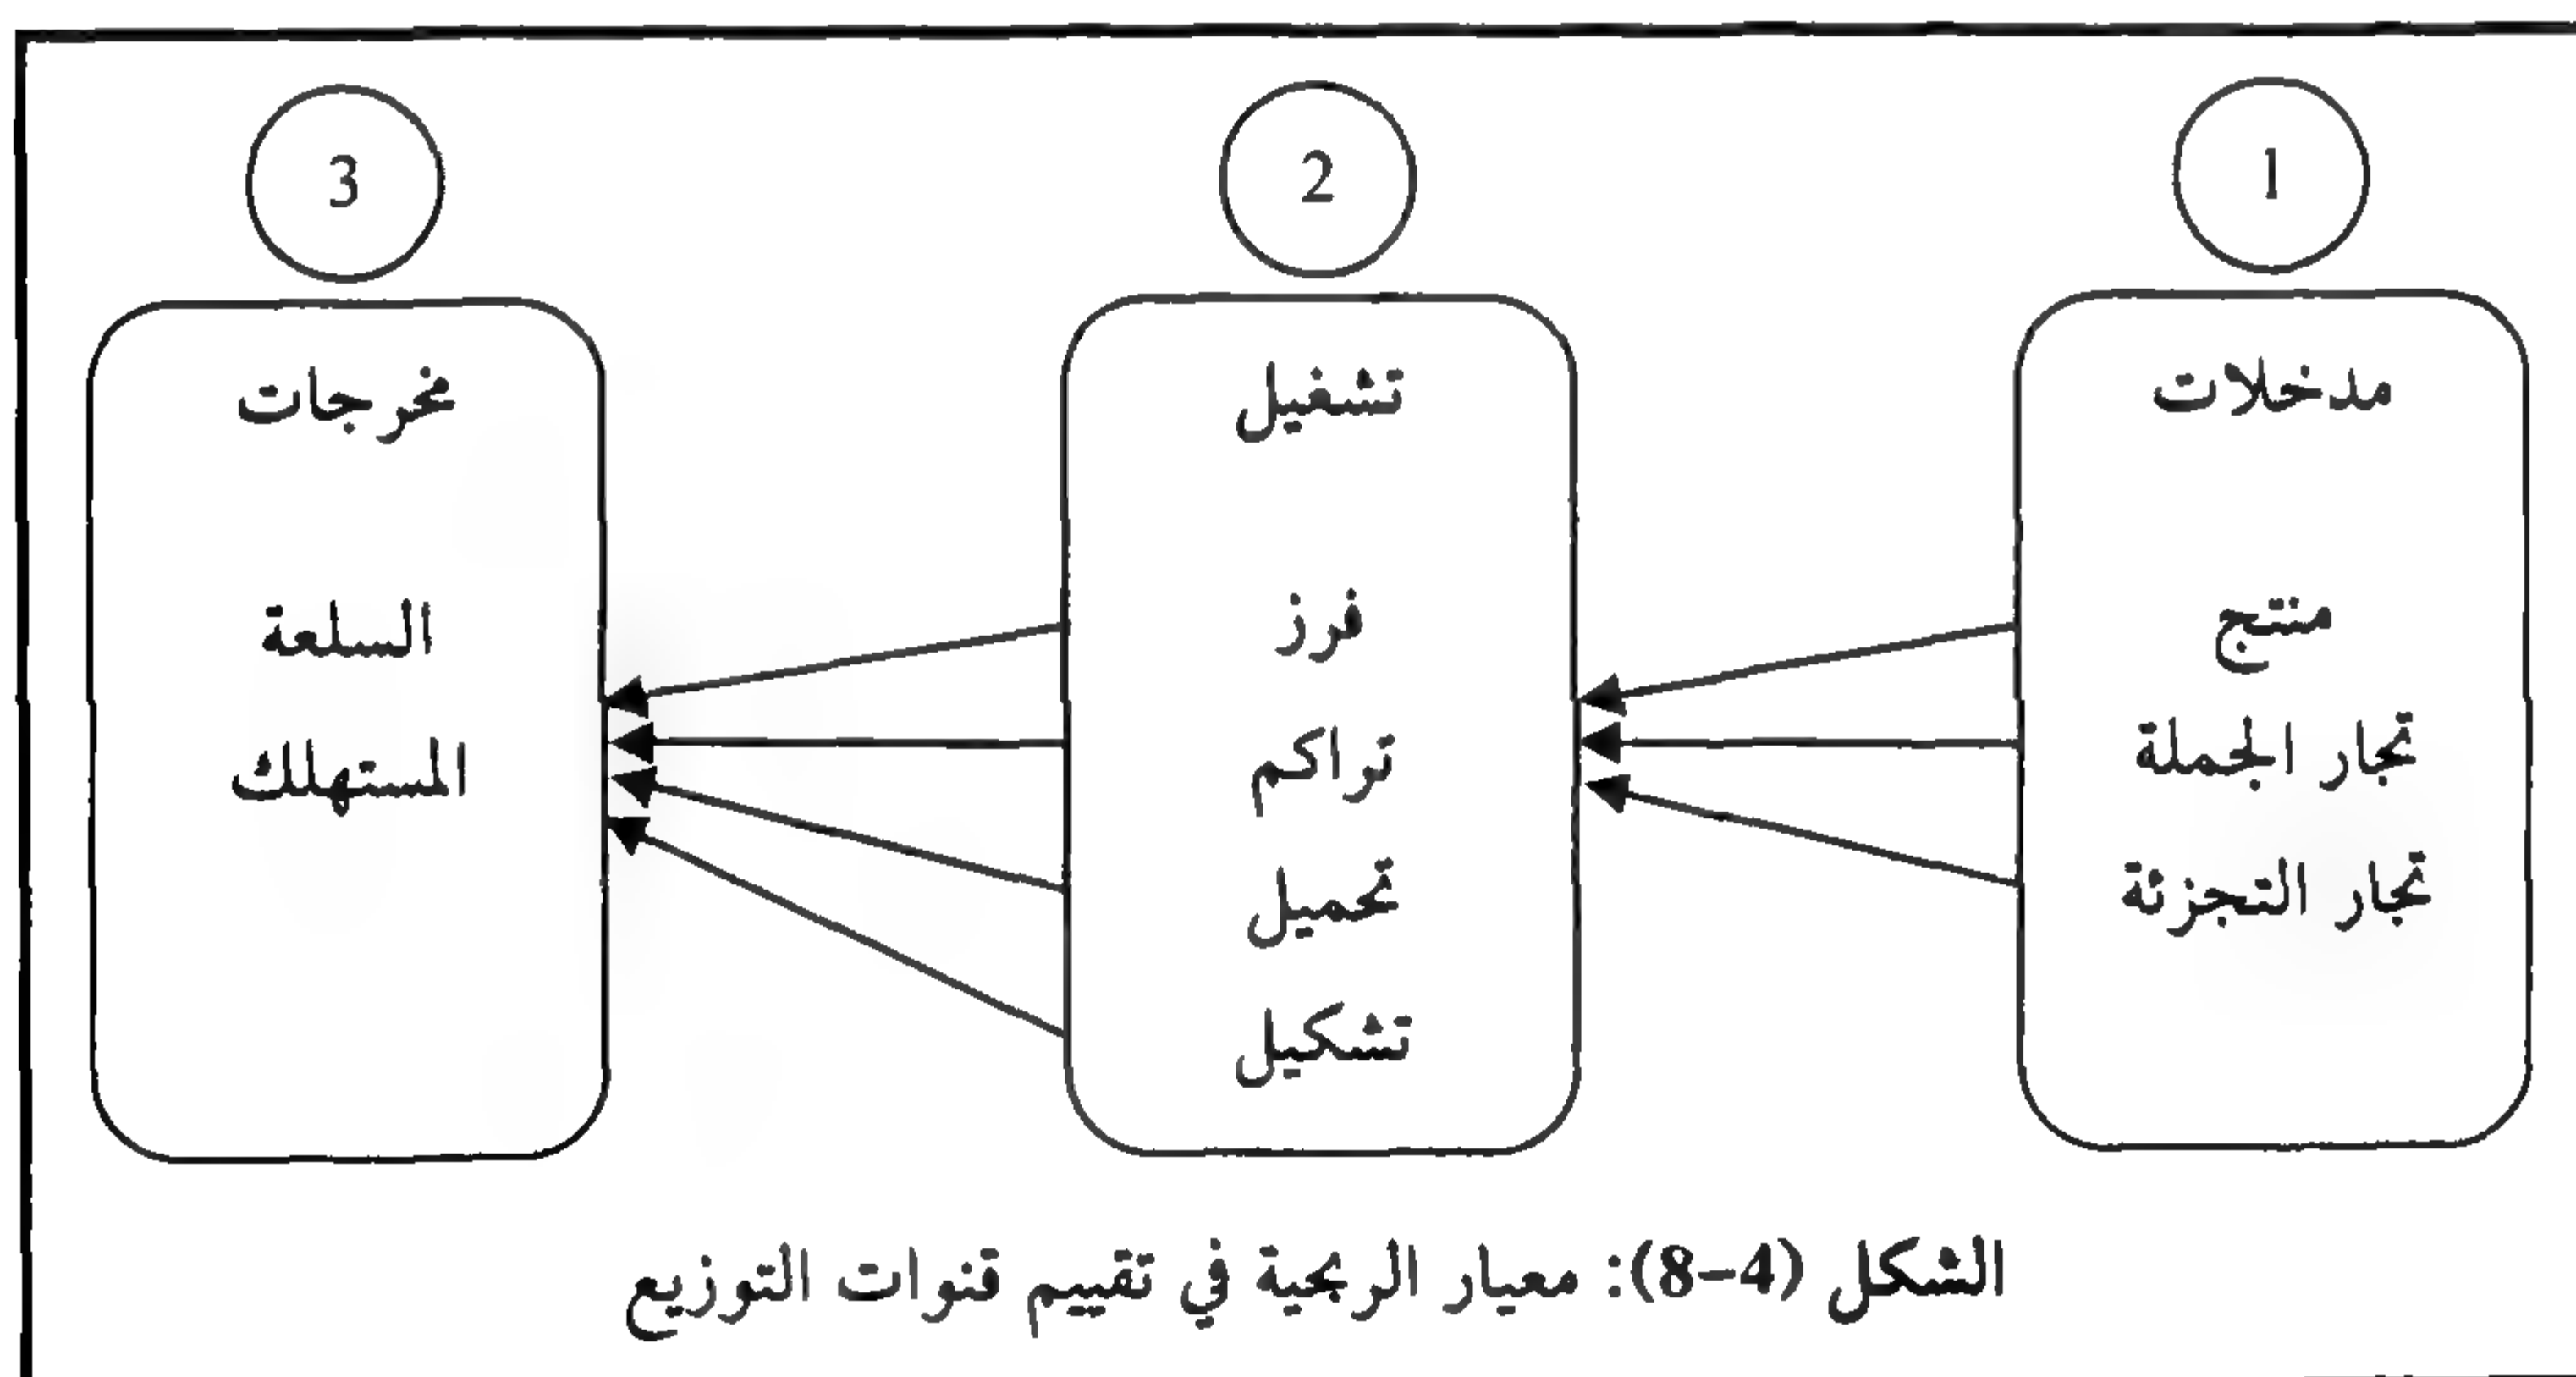 1
مدخلات
منتج
تجار الجملة
تجار التجزئة
2
تشغيل
فرز
تراكم
تحميل
تشكيل
3
مخرجات
السلعة
المستهلك
الشكل (4-8): معيار الربحية في تقييم قنوات التوزيع